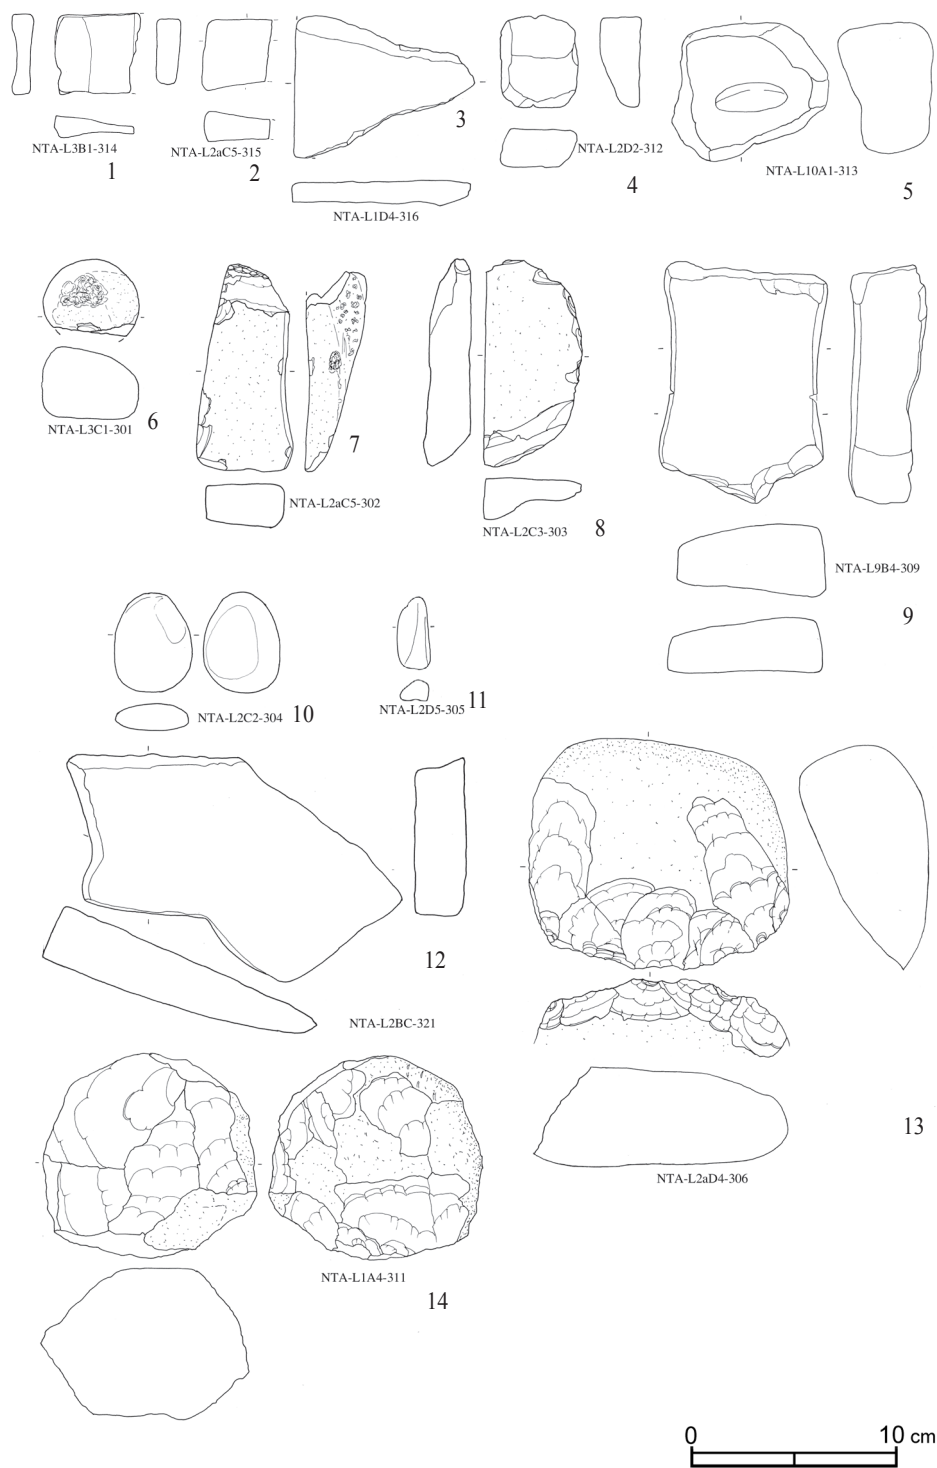 NTA-L3B1-314
1
NTA-L2aC5-315
2
3
NTA-L1D4-316
NTA-L2D2-312
4
NTA-L10A1-313
5
NTA-L3C1-301
6
7
NTA-L2aC5-302
NTA-L2C3-303
8
NTA-L9B4-309
9
NTA-L2C2-304
10
NTA-L2D5-305
11
12
NTA-L2BC-321
13
NTA-L2aD4-306
NTA-L1A4-311
14
0 10 cm